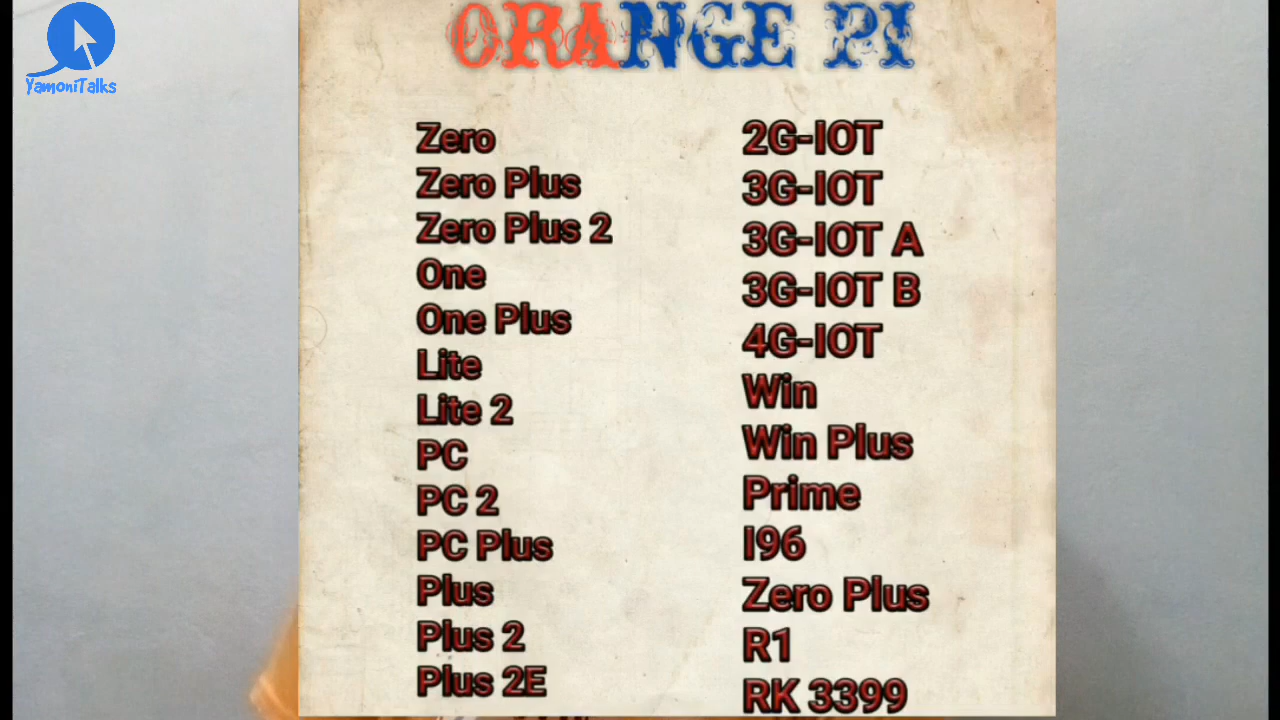 YamoniTalks
ORANGE PI
Zero
Zero Plus
Zero Plus 2
One
One Plus
Lite
Lite 2
PC
PC 2
PC Plus
Plus
Plus 2
Plus 2E
2G-IOT
3G-IOT
3G-IOT A
3G-IOT B
4G-IOT
Win
Win Plus
Prime
I96
Zero Plus
R1
RK 3399